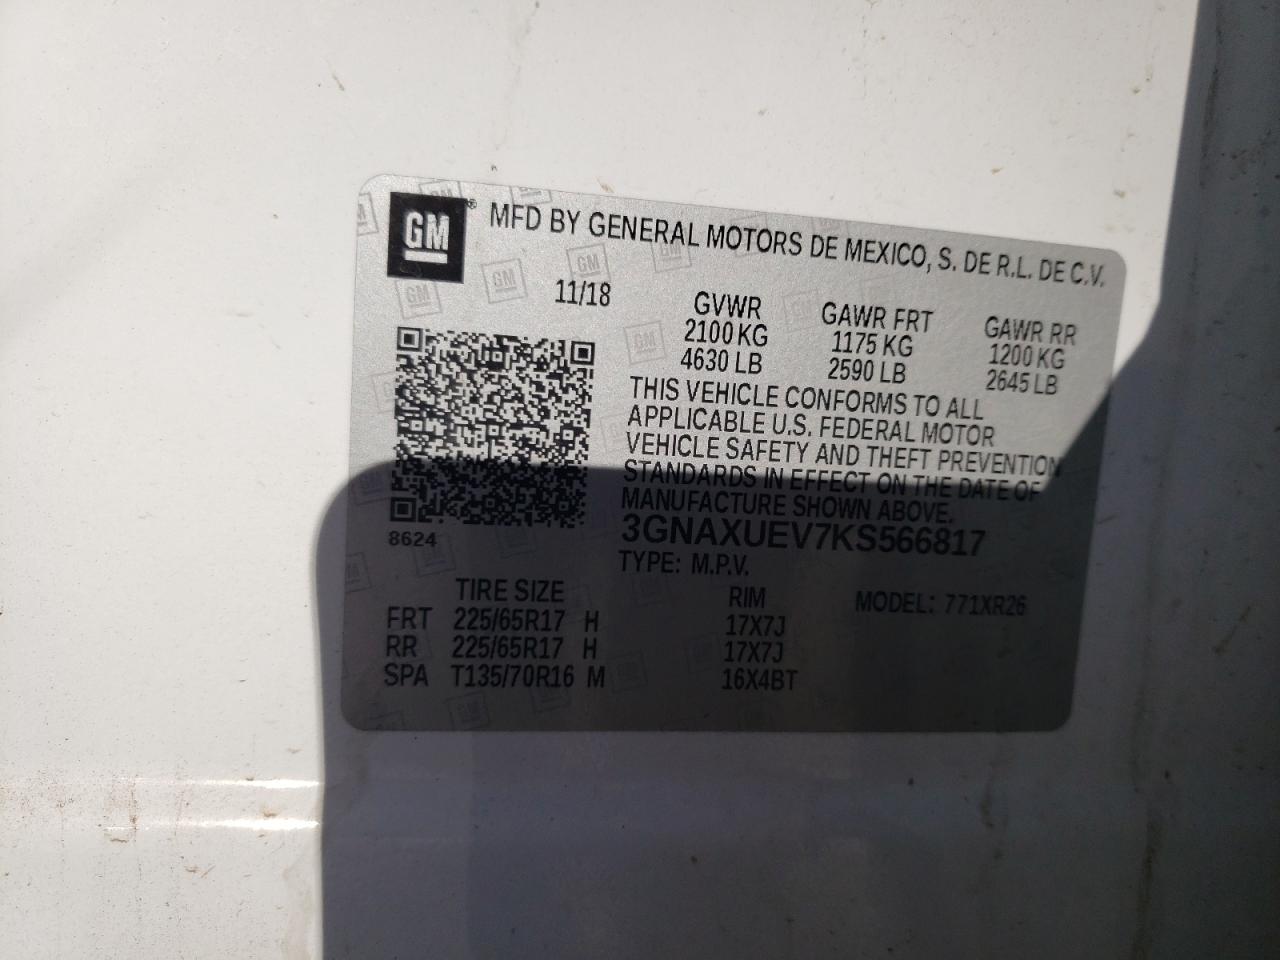 GM® MFD BY GENERAL MOTORS DE MEXICO, S. DE R.L. DE C.V.
11/18
GVWR GAWR FRT GAWR RR
2100 KG 1175 KG 1200 KG
4630 LB 2590 LB 2645 LB
THIS VEHICLE CONFORMS TO ALL
APPLICABLE U.S. FEDERAL MOTOR
VEHICLE SAFETY AND THEFT PREVENTION
STANDARDS IN EFFECT ON THE DATE OF
MANUFACTURE SHOWN ABOVE.
3GNAXUEV7KS566817
8624
TYPE: M.P.V.
TIRE SIZE RIM MODEL: 771XR26
FRT 225/65R17 H 17X7J
RR 225/65R17 H 17X7J
SPA T135/70R16 M 16X4BT